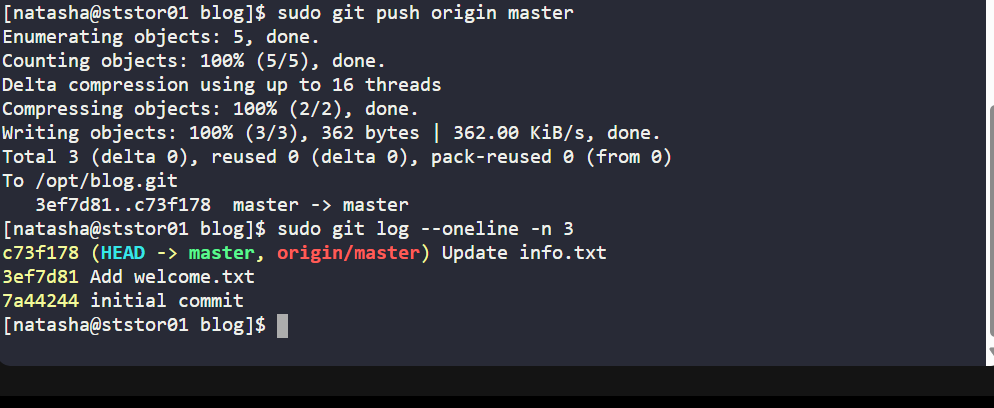 [natasha@ststor01 blog]$ sudo git push origin master
Enumerating objects: 5, done.
Counting objects: 100% (5/5), done.
Delta compression using up to 16 threads
Compressing objects: 100% (2/2), done.
Writing objects: 100% (3/3), 362 bytes | 362.00 KiB/s, done.
Total 3 (delta 0), reused 0 (delta 0), pack-reused 0 (from 0)
To /opt/blog.git
   3ef7d81..c73f178  master -> master
[natasha@ststor01 blog]$ sudo git log --oneline -n 3
c73f178 (HEAD -> master, origin/master) Update info.txt
3ef7d81 Add welcome.txt
7a44244 initial commit
[natasha@ststor01 blog]$